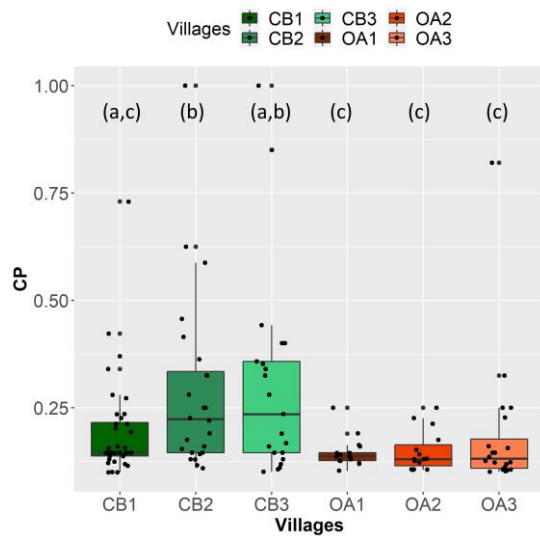 Villages CB1 CB3 OA2
CB2 OA1 OA3
1.00
(a,c) (b) (a,b) (c) (c) (c)
0.75
CP
0.50
0.25
CB1 CB2 CB3 OA1 OA2 OA3
Villages